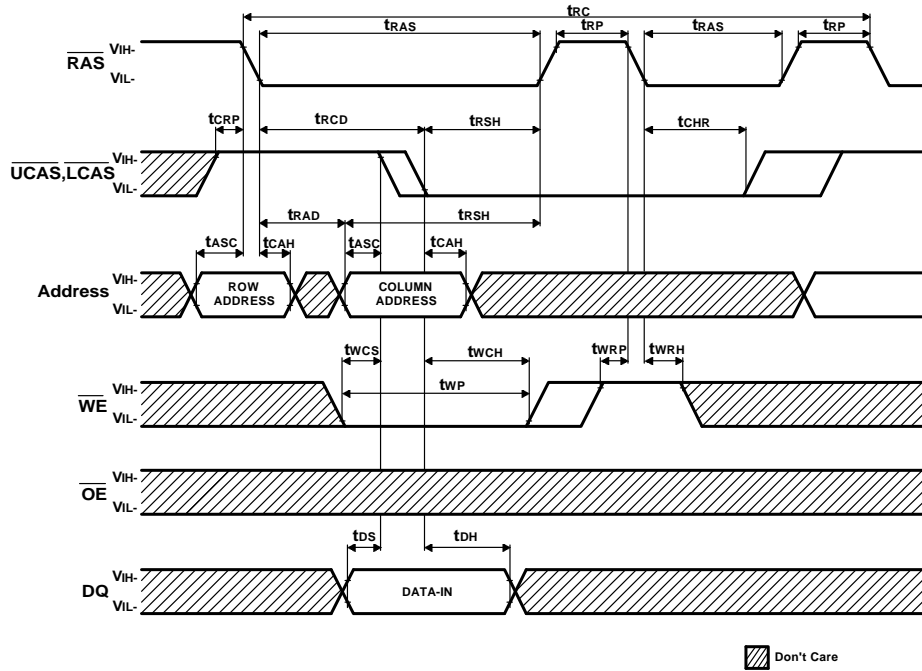 tRC
tRAS tRP tRAS tRP
RAS VIH-
VIL-
tCRP tRCD tRSH tCHR
UCAS,LCAS VIH-
VIL-
tRAD tRSH
tASC tCAH tASC tCAH
Address VIH-
VIL-
ROW ADDRESS
COLUMN ADDRESS
tWCS tWCH tWRP tWRH
tWP
WE VIH-
VIL-
OE VIH-
VIL-
tDS tDH
DQ VIH-
VIL-
DATA-IN
Don't Care